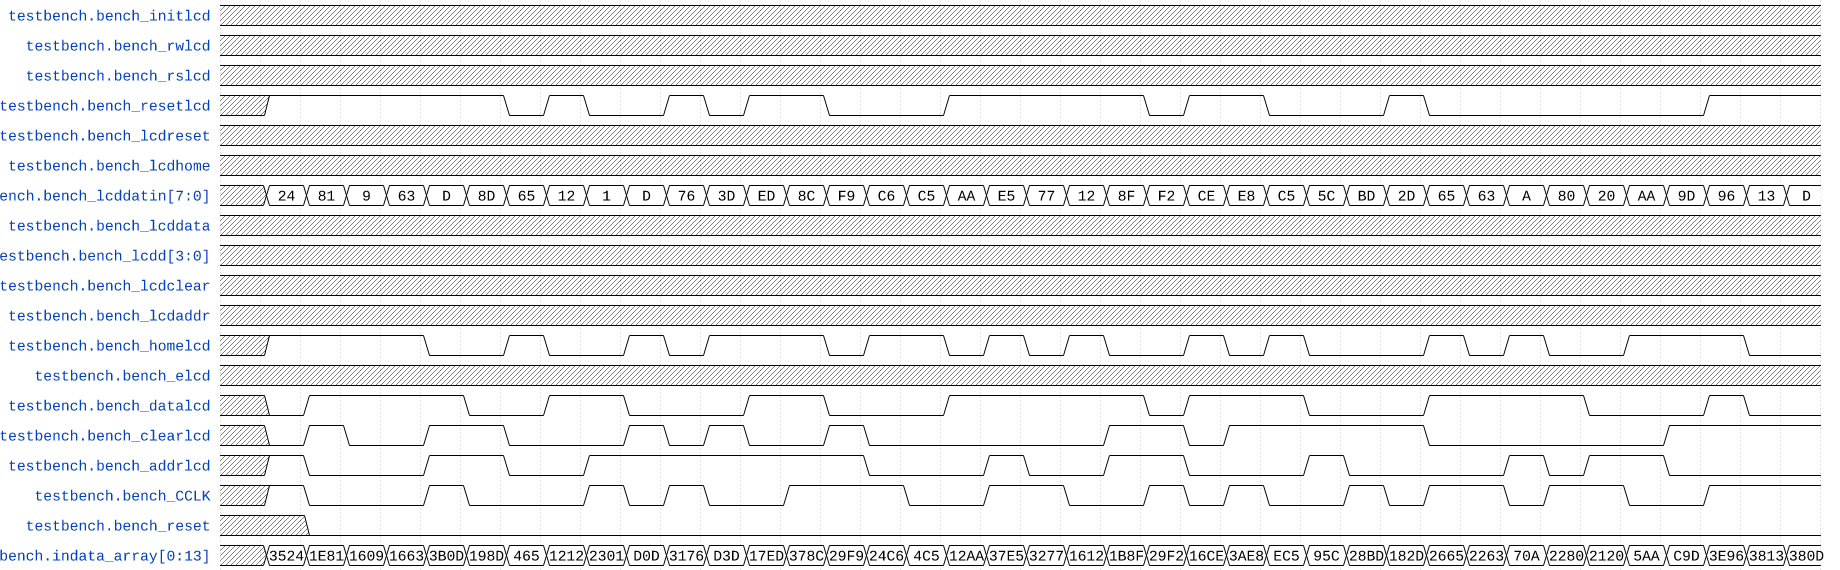 testbench.bench_initlcd
testbench.bench_rwlcd
testbench.bench_rslcd
testbench.bench_resetlcd
testbench.bench_lcdreset
testbench.bench_lcdhome
ench.bench_lcddatin[7:0] 24 81 9 63 D 8D 65 12 1 D 76 3D ED 8C F9 C6 C5 AA E5 77 12 8F F2 CE E8 C5 5C BD 2D 65 63 A 80 20 AA 9D 96 13 D
testbench.bench_lcddata
estbench.bench_lcdd[3:0]
testbench.bench_lcdclear
testbench.bench_lcdaddr
testbench.bench_homelcd
testbench.bench_elcd
testbench.bench_datalcd
testbench.bench_clearlcd
testbench.bench_addrlcd
testbench.bench_CCLK
testbench.bench_reset
bench.indata_array[0:13] 3524 1E81 1609 1663 3B0D 198D 465 1212 2301 D0D 3176 D3D 17ED 378C 29F9 24C6 4C5 12AA 37E5 3277 1612 1B8F 29F2 16CE 3AE8 EC5 95C 28BD 182D 2665 2263 70A 2280 2120 5AA C9D 3E96 3813 380D